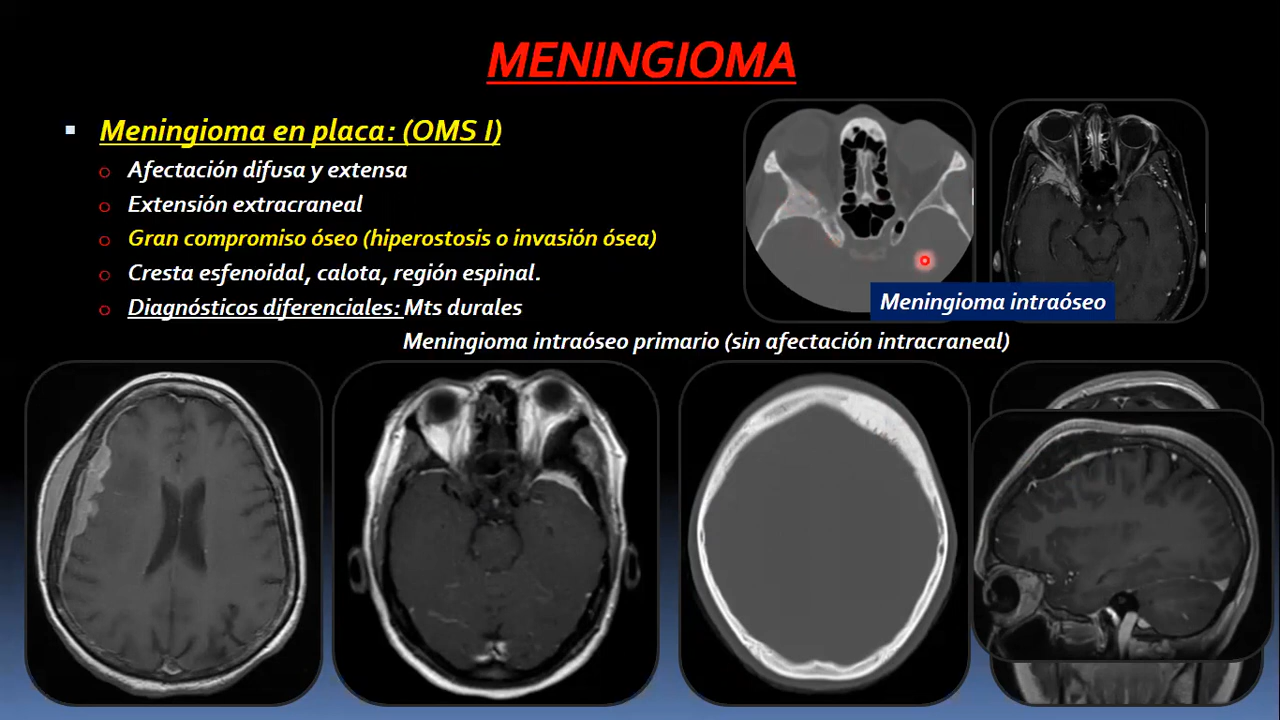 MENINGIOMA
Meningioma en placa: (OMS I)
Afectación difusa y extensa
Extensión extracraneal
Gran compromiso óseo (hiperostosis o invasión ósea)
Cresta esfenoidal, calota, región espinal.
Diagnósticos diferenciales: Mts durales
Meningioma intraóseo primario (sin afectación intracraneal)
Meningioma intraóseo